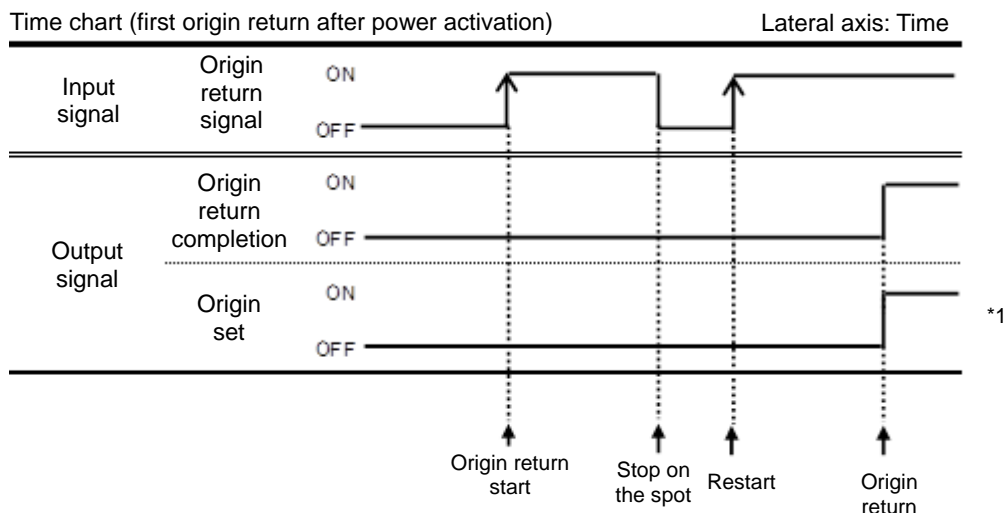 Time chart (first origin return after power activation)
Lateral axis: Time
Input
signal
Origin
return
signal
ON
OFF
Output
signal
Origin
return
completion
ON
OFF
Origin
set
ON
OFF
*1
Origin return
start
Stop on
the spot
Restart
Origin
return